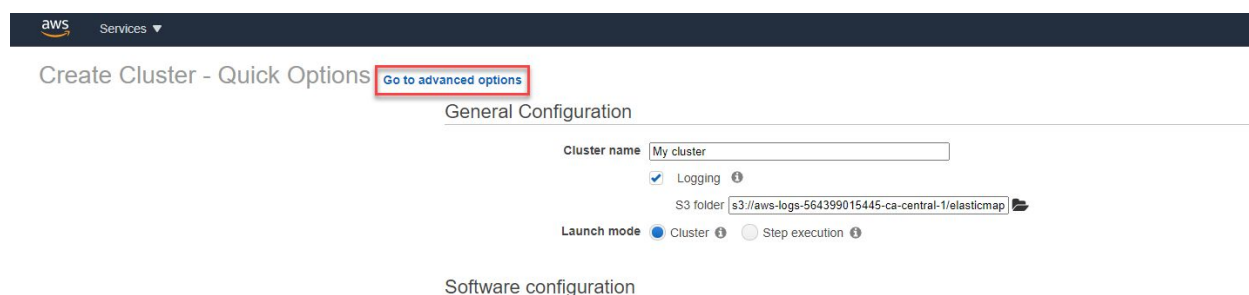 aws Services ▼
Create Cluster - Quick Options Go to advanced options
General Configuration
Cluster name My cluster
Logging
S3 folder s3://aws-logs-564399015445-ca-central-1/elasticmap
Launch mode Cluster Step execution
Software configuration